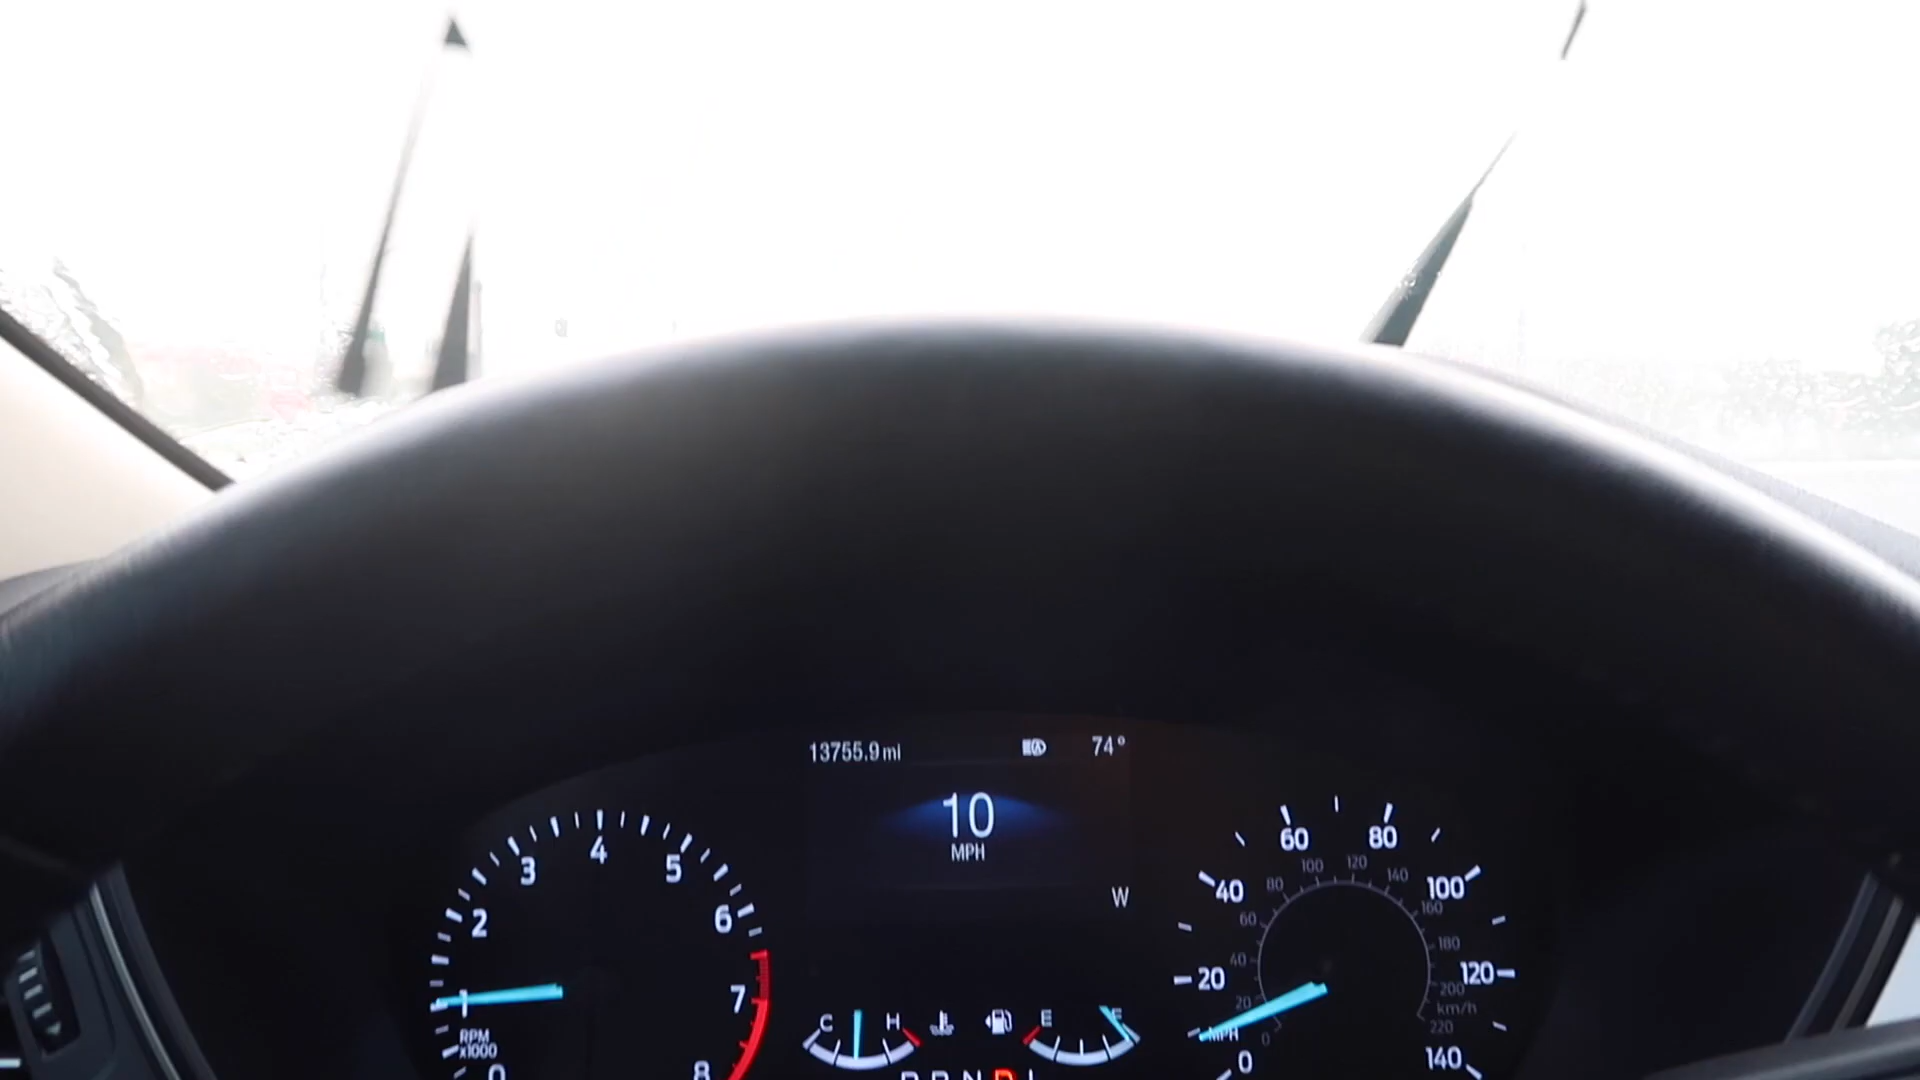 13755.9 mi 74°
10
MPH
W
0 1 2 3 4 5 6 7 8
RPM
x1000
C H
E F
P R N D L
0 20 40 60 80 100 120 140
MPH
0 20 40 60 80 100 120 140 160 180 200 220
km/h